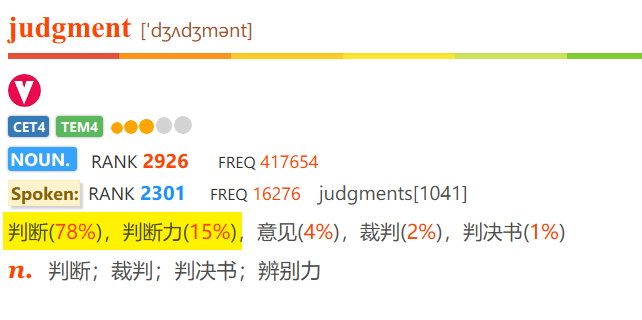 judgment ['dʒʌdʒmənt]
CET4 TEM4
NOUN. RANK 2926 FREQ 417654
Spoken: RANK 2301 FREQ 16276 judgments[1041]
判断(78%)，判断力(15%)，意见(4%)，裁判(2%)，判决书(1%)
n. 判断；裁判；判决书；辨别力